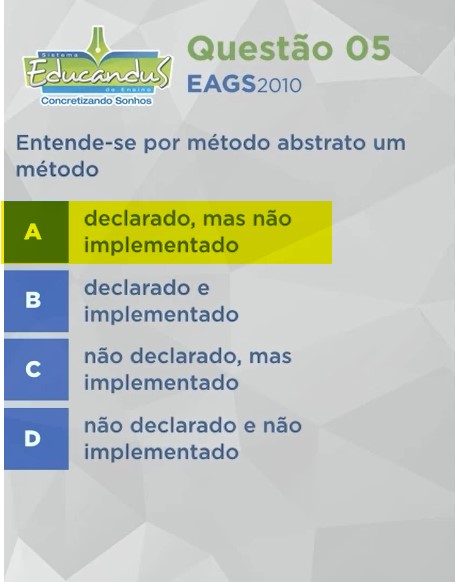 Sistema
Educandus
de Ensino
Concretizando Sonhos
Questão 05
EAGS2010
Entende-se por método abstrato um
método
A
declarado, mas não
implementado
B
declarado e
implementado
C
não declarado, mas
implementado
D
não declarado e não
implementado